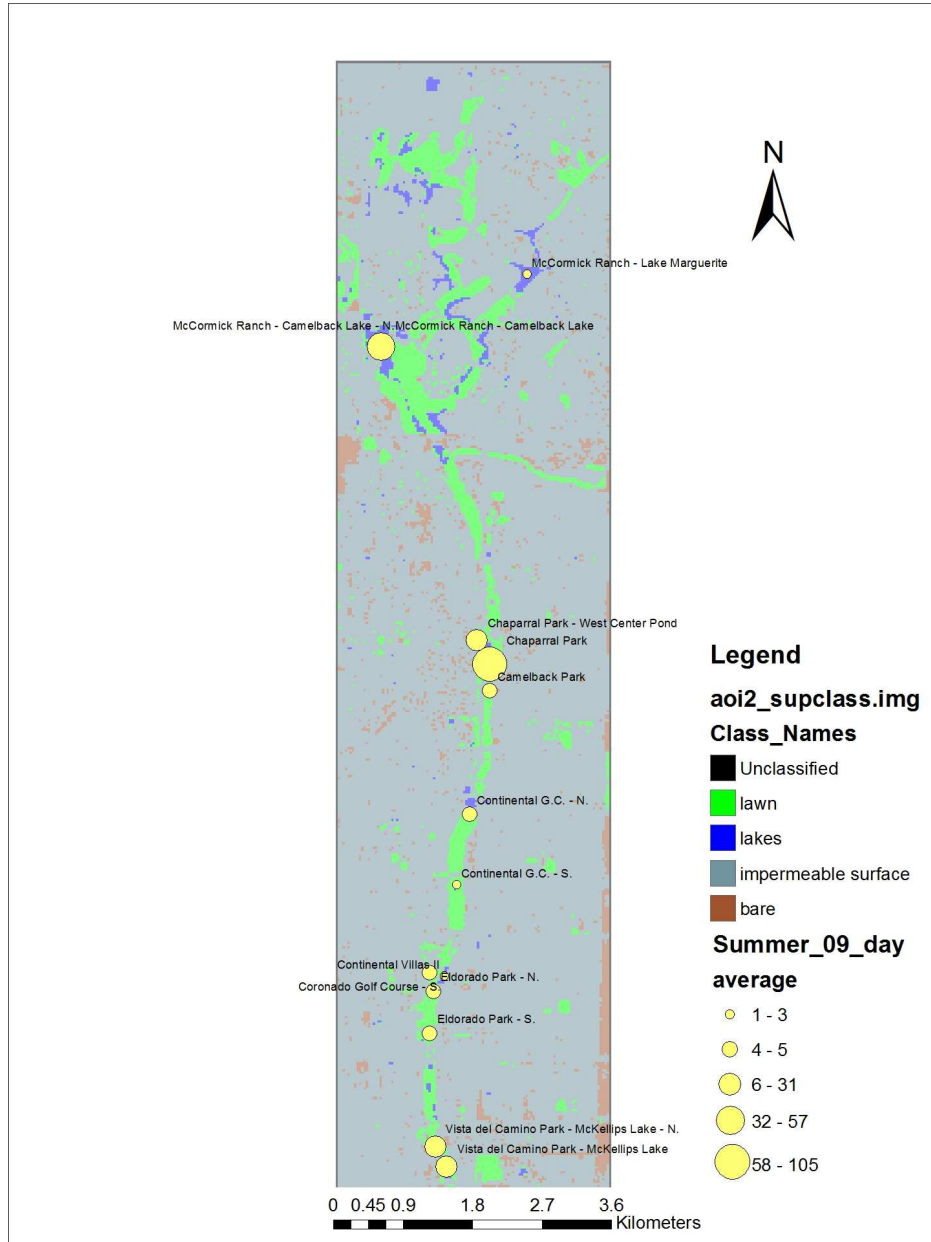 N
McCormick Ranch - Lake Marguerite
McCormick Ranch - Camelback Lake - N.McCormick Ranch - Camelback Lake
Chaparral Park - West Center Pond
Chaparral Park
Camelback Park
Continental G.C. - N.
Continental G.C. - S.
Continental Villas II
Eldorado Park - N.
Coronado Golf Course - S.
Eldorado Park - S.
Vista del Camino Park - McKellips Lake - N.
Vista del Camino Park - McKellips Lake
Legend
aoi2_supclass.img
Class_Names
Unclassified
lawn
lakes
impermeable surface
bare
Summer_09_day
average
1 - 3
4 - 5
6 - 31
32 - 57
58 - 105
0 0.45 0.9 1.8 2.7 3.6
Kilometers